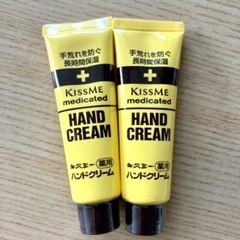 手荒れを防ぐ
長時間保湿
KISSME
medicated
HAND
CREAM
キスミー 薬用
ハンドクリーム
手荒れを防ぐ
長時間保湿
KISSME
medicated
HAND
CREAM
キスミー 薬用
ハンドクリーム